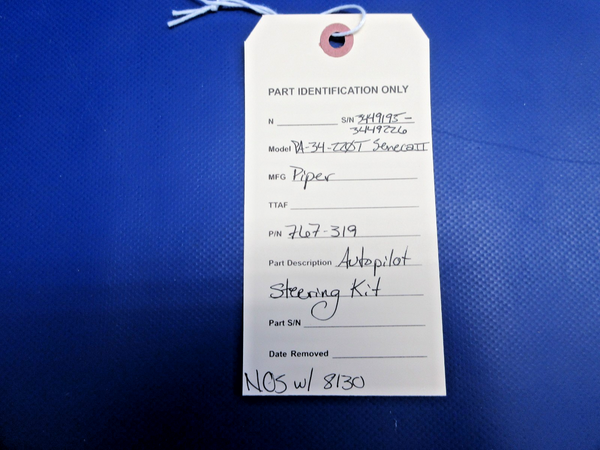 PART IDENTIFICATION ONLY
N S/N 3449195-
3449226
Model PA-34-220T Seneca II
MFG Piper
TTAF
P/N 767-319
Part Description Autopilot
Steering Kit
Part S/N
Date Removed
NOS w/ 8130